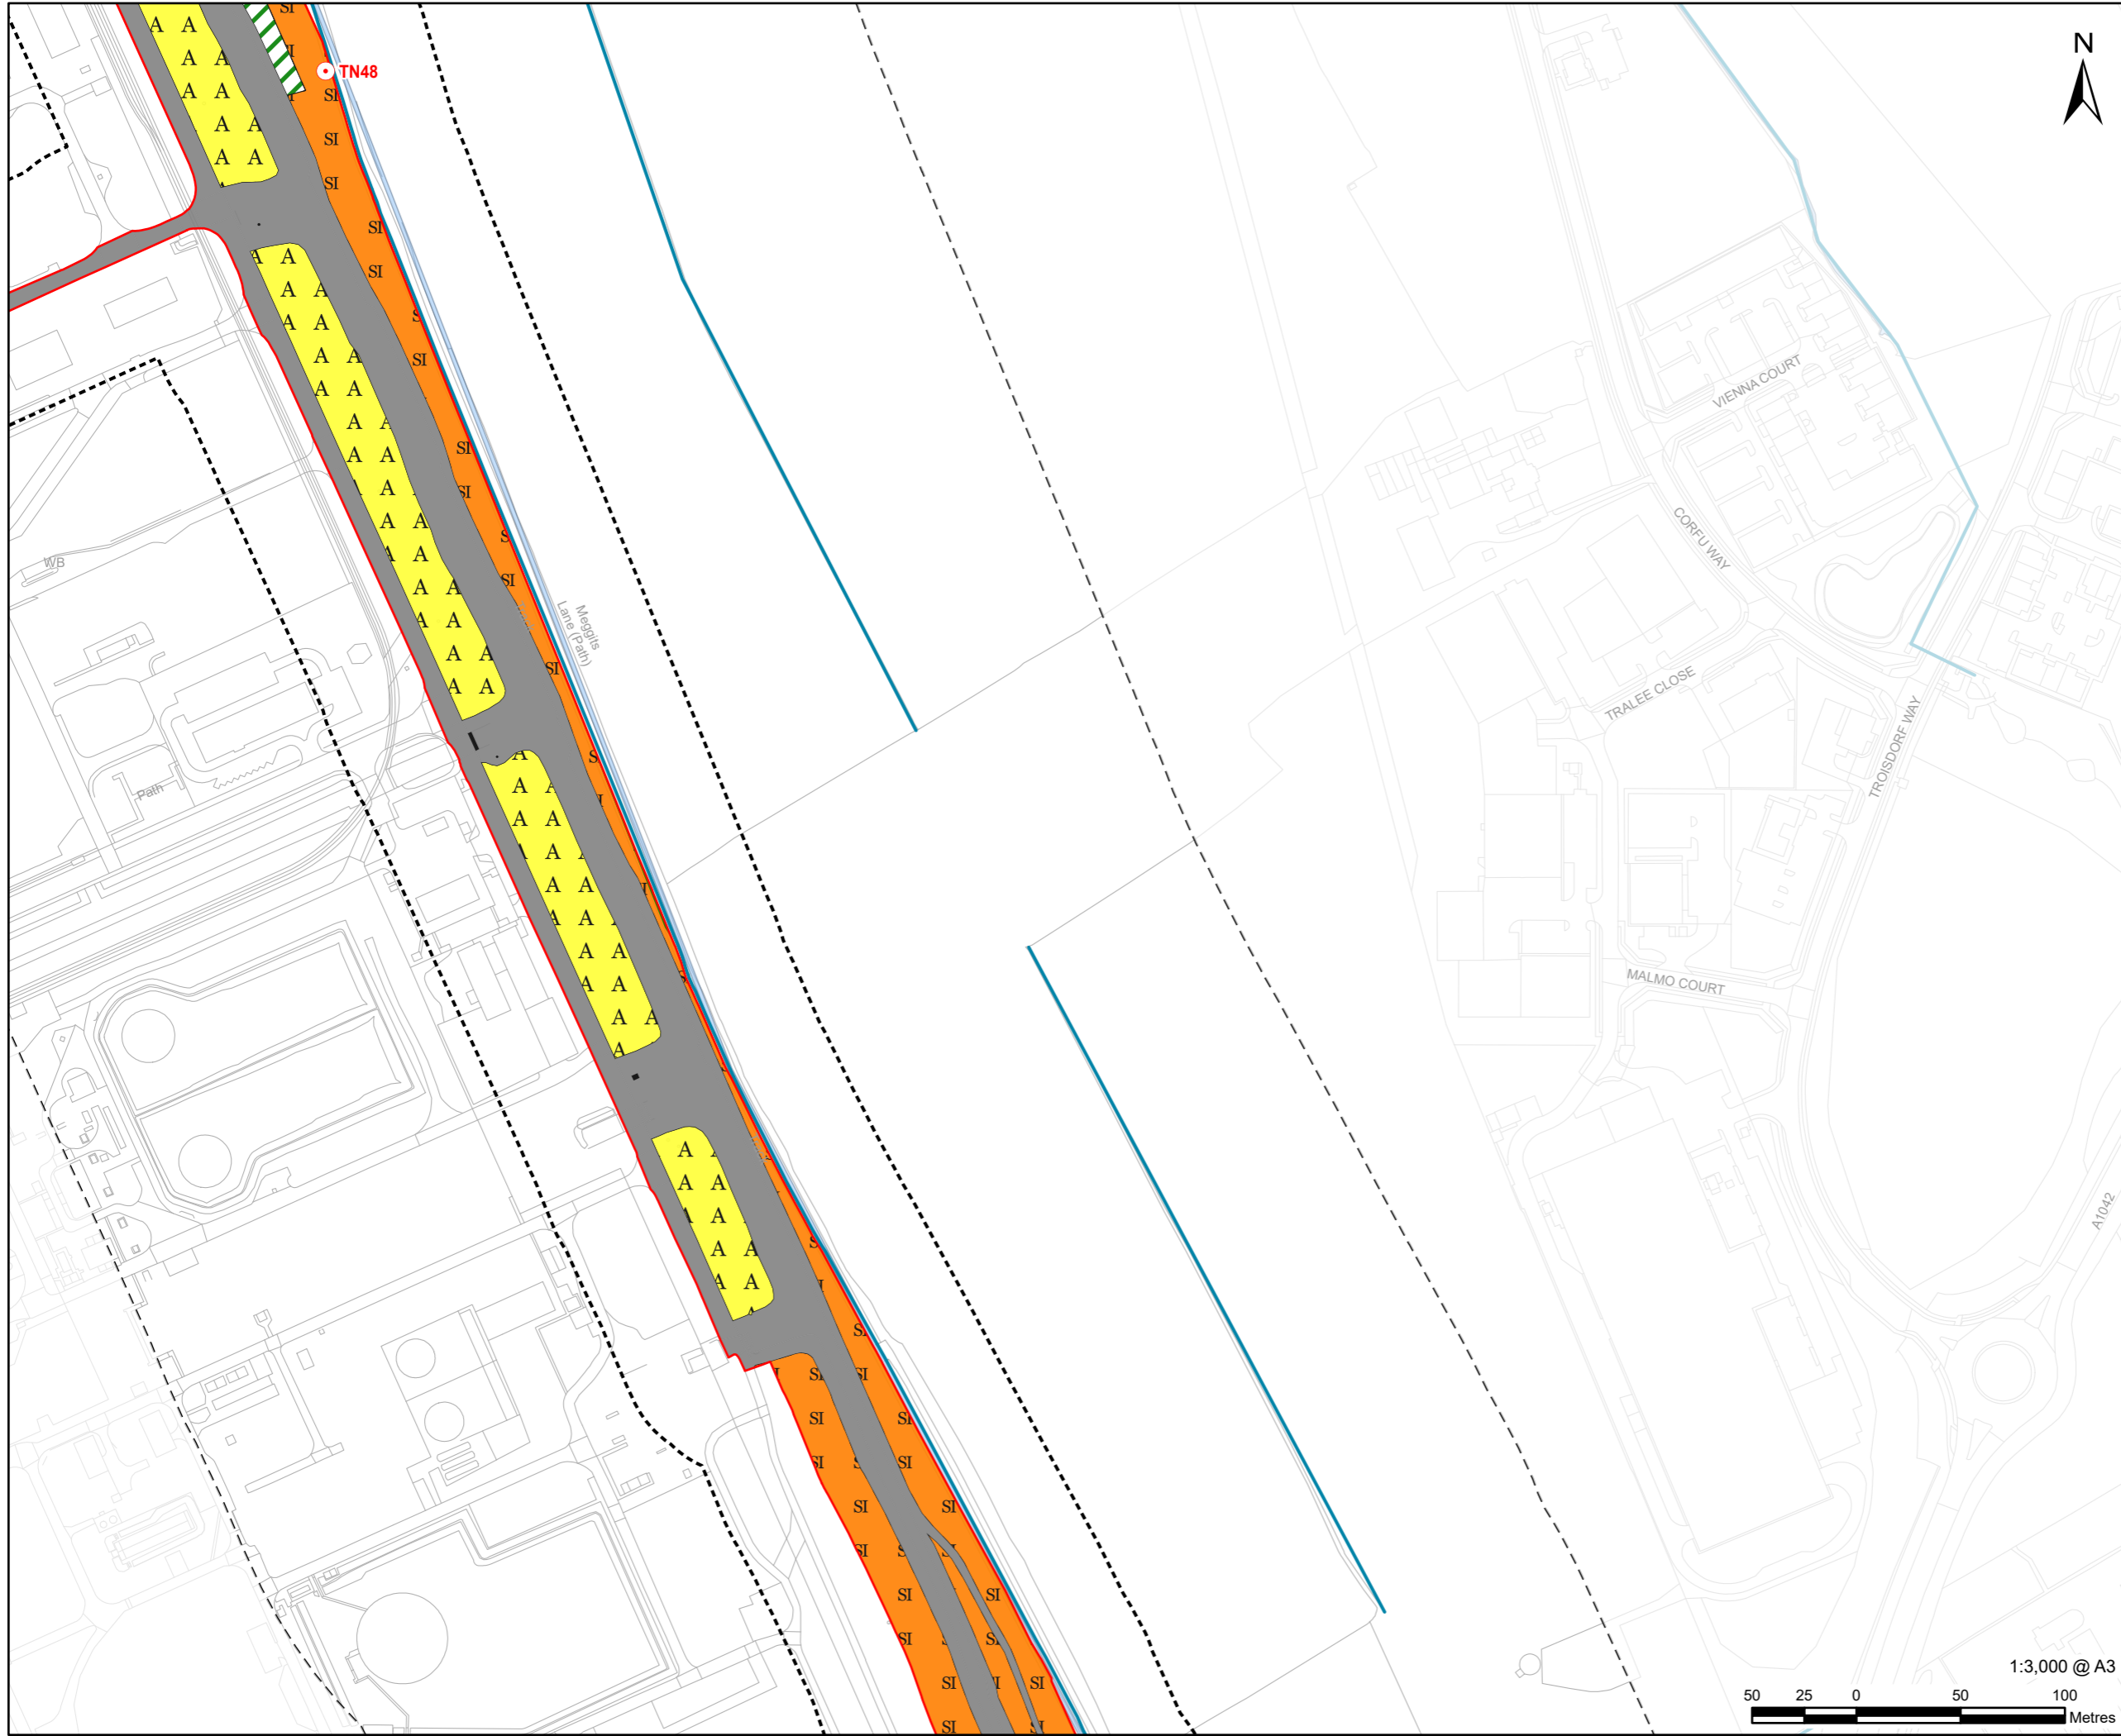 N
TN48
VIENNA COURT
CORFU WAY
WB
Meggits
Lane (Path)
TRALEE CLOSE
TROISDORF WAY
Path
MALMO COURT
A1042
1:3,000 @ A3
50 25 0 50 100
Metres